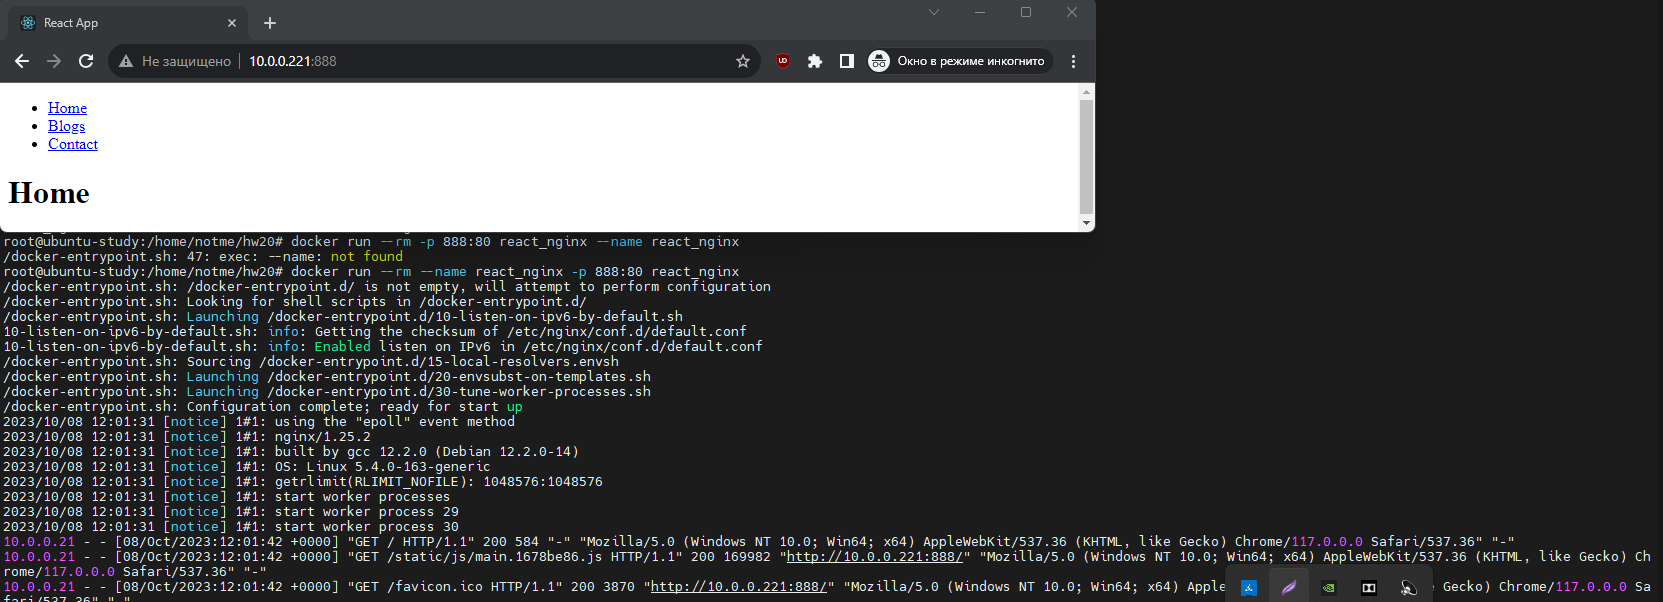 React App
Не защищено | 10.0.0.221:888
Окно в режиме инкогнито
Home
Blogs
Contact
Home
root@ubuntu-study:/home/notme/hw20# docker run --rm -p 888:80 react_nginx --name react_nginx
/docker-entrypoint.sh: 47: exec: --name: not found
root@ubuntu-study:/home/notme/hw20# docker run --rm --name react_nginx -p 888:80 react_nginx
/docker-entrypoint.sh: /docker-entrypoint.d/ is not empty, will attempt to perform configuration
/docker-entrypoint.sh: Looking for shell scripts in /docker-entrypoint.d/
/docker-entrypoint.sh: Launching /docker-entrypoint.d/10-listen-on-ipv6-by-default.sh
10-listen-on-ipv6-by-default.sh: info: Getting the checksum of /etc/nginx/conf.d/default.conf
10-listen-on-ipv6-by-default.sh: info: Enabled listen on IPv6 in /etc/nginx/conf.d/default.conf
/docker-entrypoint.sh: Sourcing /docker-entrypoint.d/15-local-resolvers.envsh
/docker-entrypoint.sh: Launching /docker-entrypoint.d/20-envsubst-on-templates.sh
/docker-entrypoint.sh: Launching /docker-entrypoint.d/30-tune-worker-processes.sh
/docker-entrypoint.sh: Configuration complete; ready for start up
2023/10/08 12:01:31 [notice] 1#1: using the "epoll" event method
2023/10/08 12:01:31 [notice] 1#1: nginx/1.25.2
2023/10/08 12:01:31 [notice] 1#1: built by gcc 12.2.0 (Debian 12.2.0-14)
2023/10/08 12:01:31 [notice] 1#1: OS: Linux 5.4.0-163-generic
2023/10/08 12:01:31 [notice] 1#1: getrlimit(RLIMIT_NOFILE): 1048576:1048576
2023/10/08 12:01:31 [notice] 1#1: start worker processes
2023/10/08 12:01:31 [notice] 1#1: start worker process 29
2023/10/08 12:01:31 [notice] 1#1: start worker process 30
10.0.0.21 - - [08/Oct/2023:12:01:42 +0000] "GET / HTTP/1.1" 200 584 "-" "Mozilla/5.0 (Windows NT 10.0; Win64; x64) AppleWebKit/537.36 (KHTML, like Gecko) Chrome/117.0.0.0 Safari/537.36" "-"
10.0.0.21 - - [08/Oct/2023:12:01:42 +0000] "GET /static/js/main.1678be86.js HTTP/1.1" 200 169982 "http://10.0.0.221:888/" "Mozilla/5.0 (Windows NT 10.0; Win64; x64) AppleWebKit/537.36 (KHTML, like Gecko) Ch
rome/117.0.0.0 Safari/537.36" "-"
10.0.0.21 - - [08/Oct/2023:12:01:42 +0000] "GET /favicon.ico HTTP/1.1" 200 3870 "http://10.0.0.221:888/" "Mozilla/5.0 (Windows NT 10.0; Win64; x64) Apple Gecko) Chrome/117.0.0.0 Sa
fari/537.36" "-"